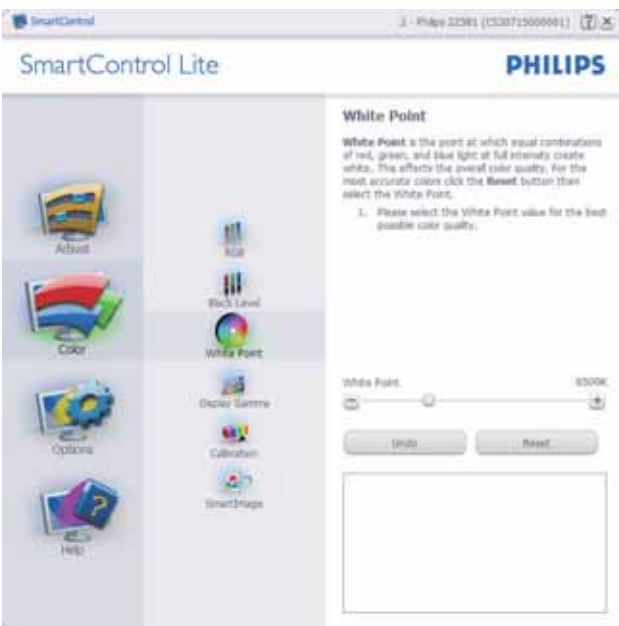 SmartControl
SmartControl Lite
PHILIPS
Adjust
Color
Options
Help
RGB
Black Level
White Point
Display Gamma
Calibration
SmartImage
White Point
White Point is the point at which equal combinations
of red, green, and blue light at full intensity create
white. This effects the overall color quality. For the
most accurate colors click the Reset button then
select the White Point.
1. Please select the White Point value for the best
possible color quality.
White Point
6500K
Undo
Reset